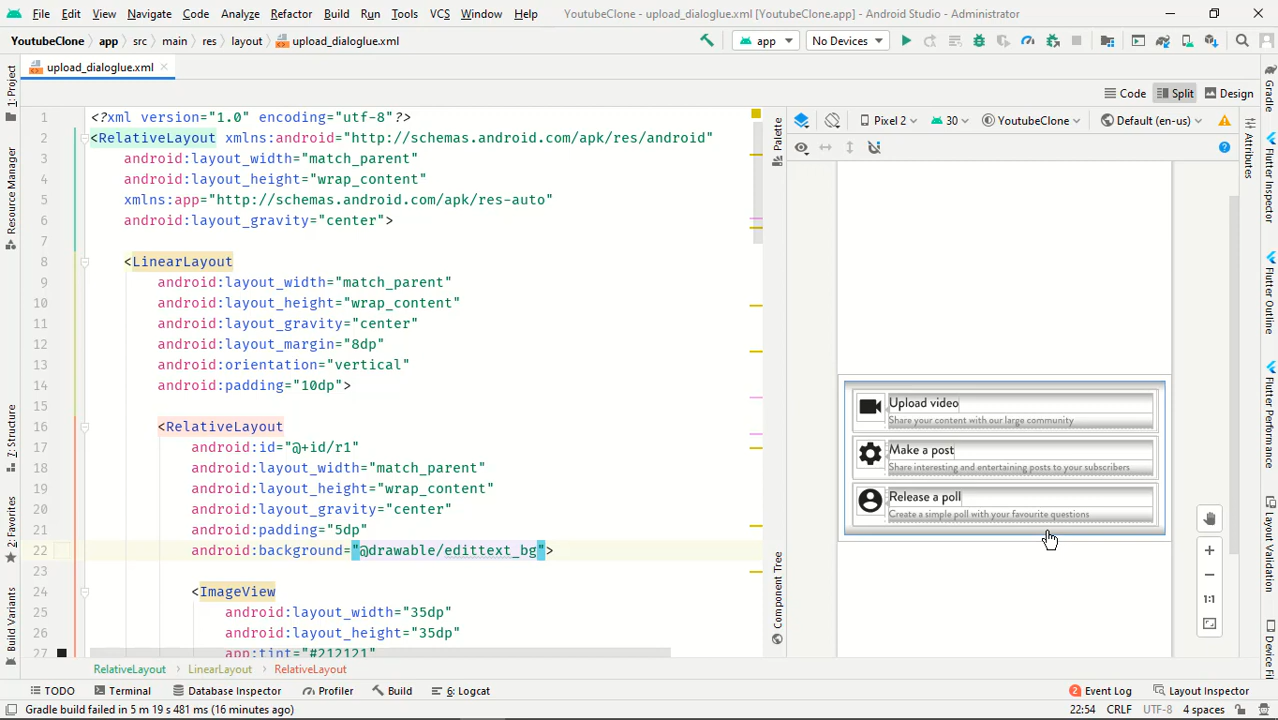 File Edit View Navigate Code Analyze Refactor Build Run Tools VCS Window Help YoutubeClone - upload_dialoglue.xml [YoutubeClone.app] - Android Studio - Administrator
YoutubeClone app src main res layout upload_dialoglue.xml app No Devices
upload_dialoglue.xml
Code Split Design
Pixel 2 30 YoutubeClone Default (en-us)
1 <?xml version="1.0" encoding="utf-8"?>
2 <RelativeLayout xmlns:android="http://schemas.android.com/apk/res/android"
3 android:layout_width="match_parent"
4 android:layout_height="wrap_content"
5 xmlns:app="http://schemas.android.com/apk/res-auto"
6 android:layout_gravity="center">
7
8 <LinearLayout
9 android:layout_width="match_parent"
10 android:layout_height="wrap_content"
11 android:layout_gravity="center"
12 android:layout_margin="8dp"
13 android:orientation="vertical"
14 android:padding="10dp">
15
16 <RelativeLayout
17 android:id="@+id/r1"
18 android:layout_width="match_parent"
19 android:layout_height="wrap_content"
20 android:layout_gravity="center"
21 android:padding="5dp"
22 android:background="@drawable/edittext_bg">
23
24 <ImageView
25 android:layout_width="35dp"
26 android:layout_height="35dp"
27 app:tint="#212121"
Upload video
Share your content with our large community
Make a post
Share interesting and entertaining posts to your subscribers
Release a poll
Create a simple poll with your favourite questions
1:1
1: Project
Resource Manager
7: Structure
2: Favorites
Build Variants
Palette
Component Tree
Attributes
Gradle
Flutter Inspector
Flutter Outline
Flutter Performance
Layout Validation
Device Fi
RelativeLayout LinearLayout RelativeLayout
TODO Terminal Database Inspector Profiler Build 6: Logcat 2 Event Log Layout Inspector
Gradle build failed in 5 m 19 s 481 ms (16 minutes ago) 22:54 CRLF UTF-8 4 spaces